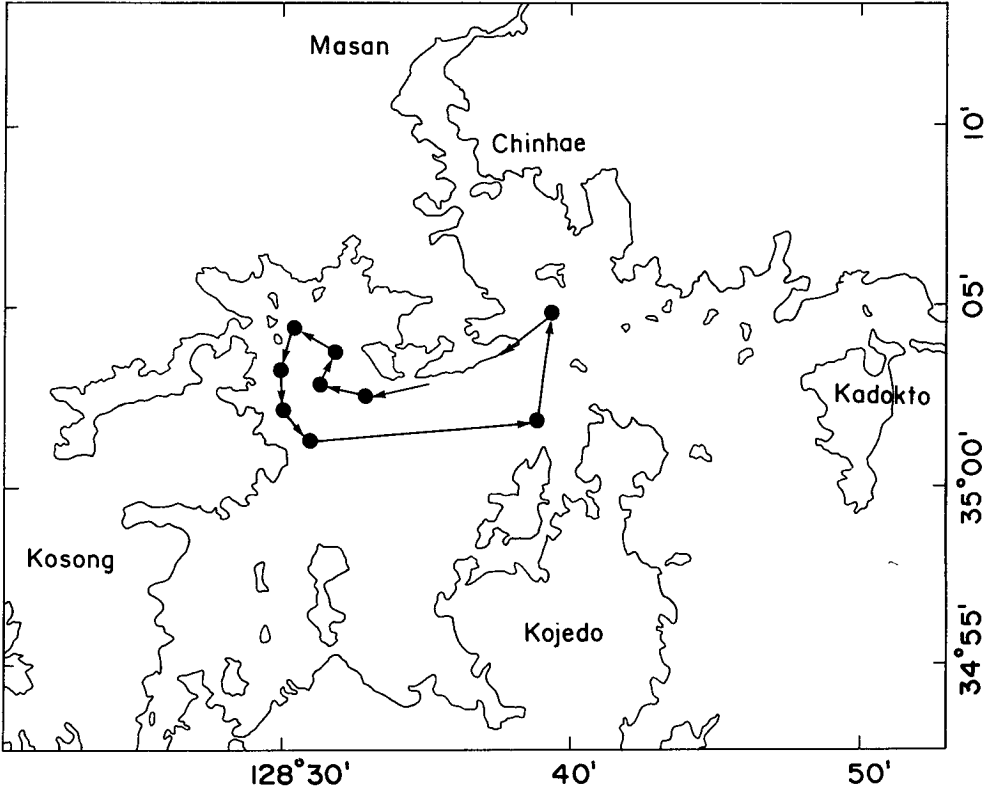 Masan
Chinhae
10'
05'
Kadokto
35°00'
Kosong
Kojedo
34°55'
128°30'
40'
50'